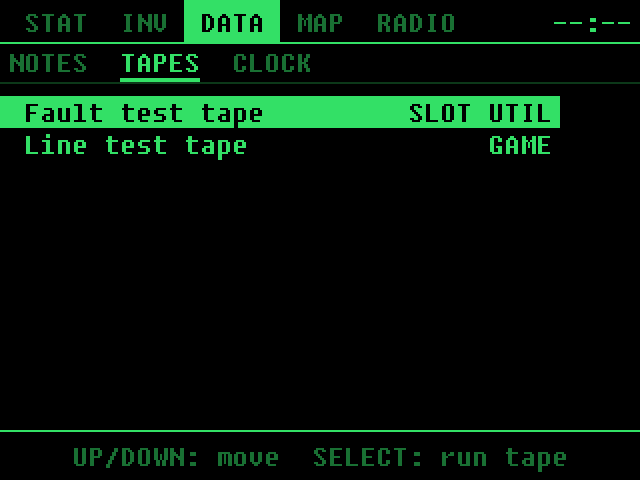 STAT INV DATA MAP RADIO --:--
NOTES TAPES CLOCK
Fault test tape SLOT UTIL
Line test tape GAME
UP/DOWN: move SELECT: run tape